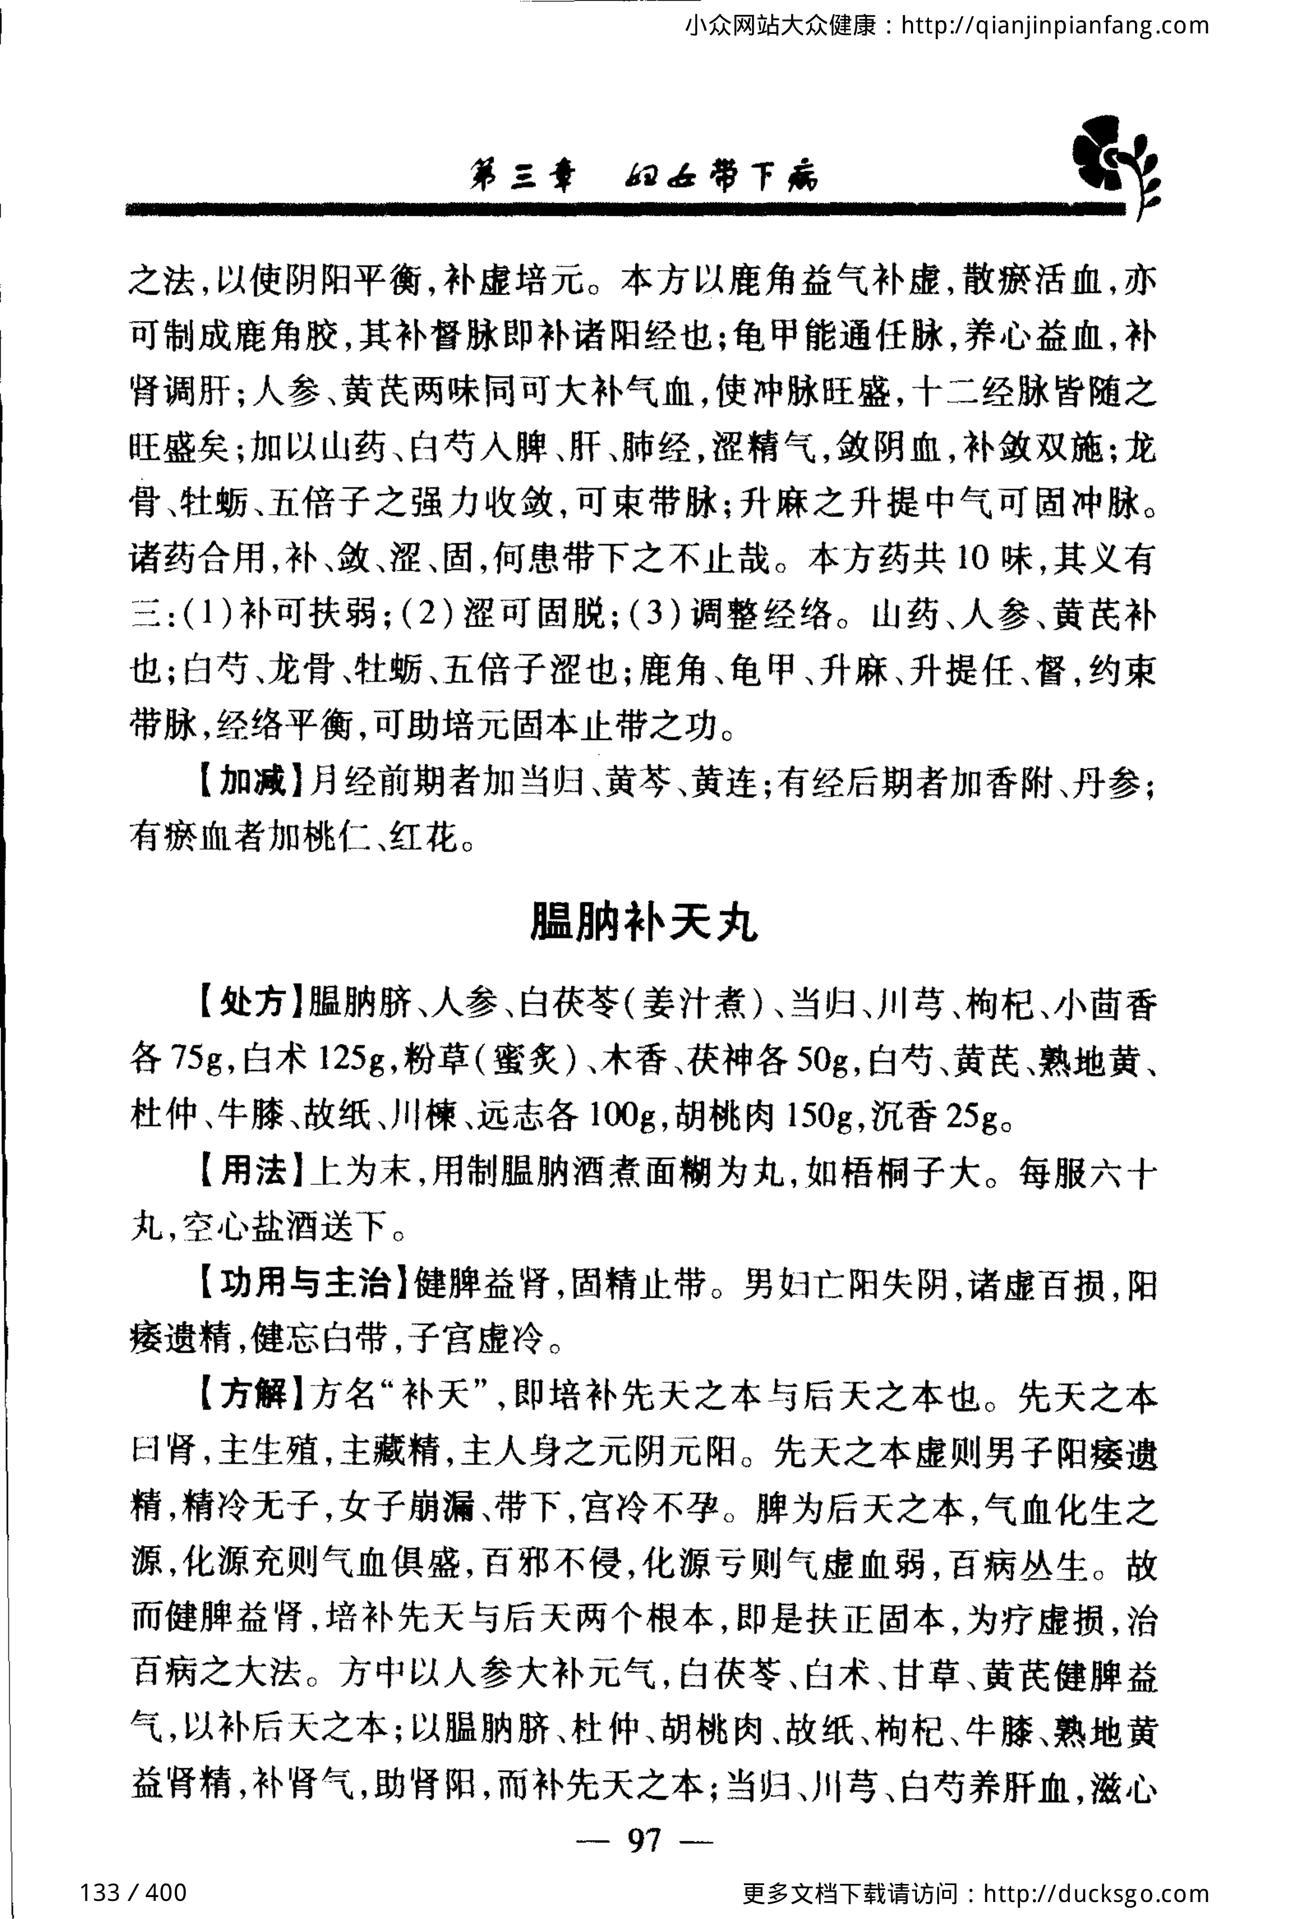 小众网站大众健康：http://qianjinpianfang.com
第三章 妇女带下病
之法,以使阴阳平衡,补虚培元。本方以鹿角益气补虚,散瘀活血,亦
可制成鹿角胶,其补督脉即补诸阳经也;龟甲能通任脉,养心益血,补
肾调肝;人参、黄芪两味同可大补气血,使冲脉旺盛,十二经脉皆随之
旺盛矣;加以山药、白芍入脾、肝、肺经,涩精气,敛阴血,补敛双施;龙
骨、牡蛎、五倍子之强力收敛,可束带脉;升麻之升提中气可固冲脉。
诸药合用,补、敛、涩、固,何患带下之不止哉。本方药共10味,其义有
三:(1)补可扶弱;(2)涩可固脱;(3)调整经络。山药、人参、黄芪补
也;白芍、龙骨、牡蛎、五倍子涩也;鹿角、龟甲、升麻、升提任、督,约束
带脉,经络平衡,可助培元固本止带之功。
【加减】月经前期者加当归、黄芩、黄连;有经后期者加香附、丹参;
有瘀血者加桃仁、红花。
腽肭补天丸
【处方】腽肭脐、人参、白茯苓(姜汁煮)、当归、川芎、枸杞、小茴香
各75g,白术125g,粉草(蜜炙)、木香、茯神各50g,白芍、黄芪、熟地黄、
杜仲、牛膝、故纸、川楝、远志各100g,胡桃肉150g,沉香25g。
【用法】上为末,用制腽肭酒煮面糊为丸,如梧桐子大。每服六十
丸,空心盐酒送下。
【功用与主治】健脾益肾,固精止带。男妇亡阳失阴,诸虚百损,阳
痿遗精,健忘白带,子宫虚冷。
【方解】方名“补天”,即培补先天之本与后天之本也。先天之本
曰肾,主生殖,主藏精,主人身之元阴元阳。先天之本虚则男子阳痿遗
精,精冷无子,女子崩漏、带下,宫冷不孕。脾为后天之本,气血化生之
源,化源充则气血俱盛,百邪不侵,化源亏则气虚血弱,百病丛生。故
而健脾益肾,培补先天与后天两个根本,即是扶正固本,为疗虚损,治
百病之大法。方中以人参大补元气,白茯苓、白术、甘草、黄芪健脾益
气,以补后天之本;以腽肭脐、杜仲、胡桃肉、故纸、枸杞、牛膝、熟地黄
益肾精,补肾气,助肾阳,而补先天之本;当归、川芎、白芍养肝血,滋心
— 97 —
133 / 400
更多文档下载请访问：http://ducksgo.com